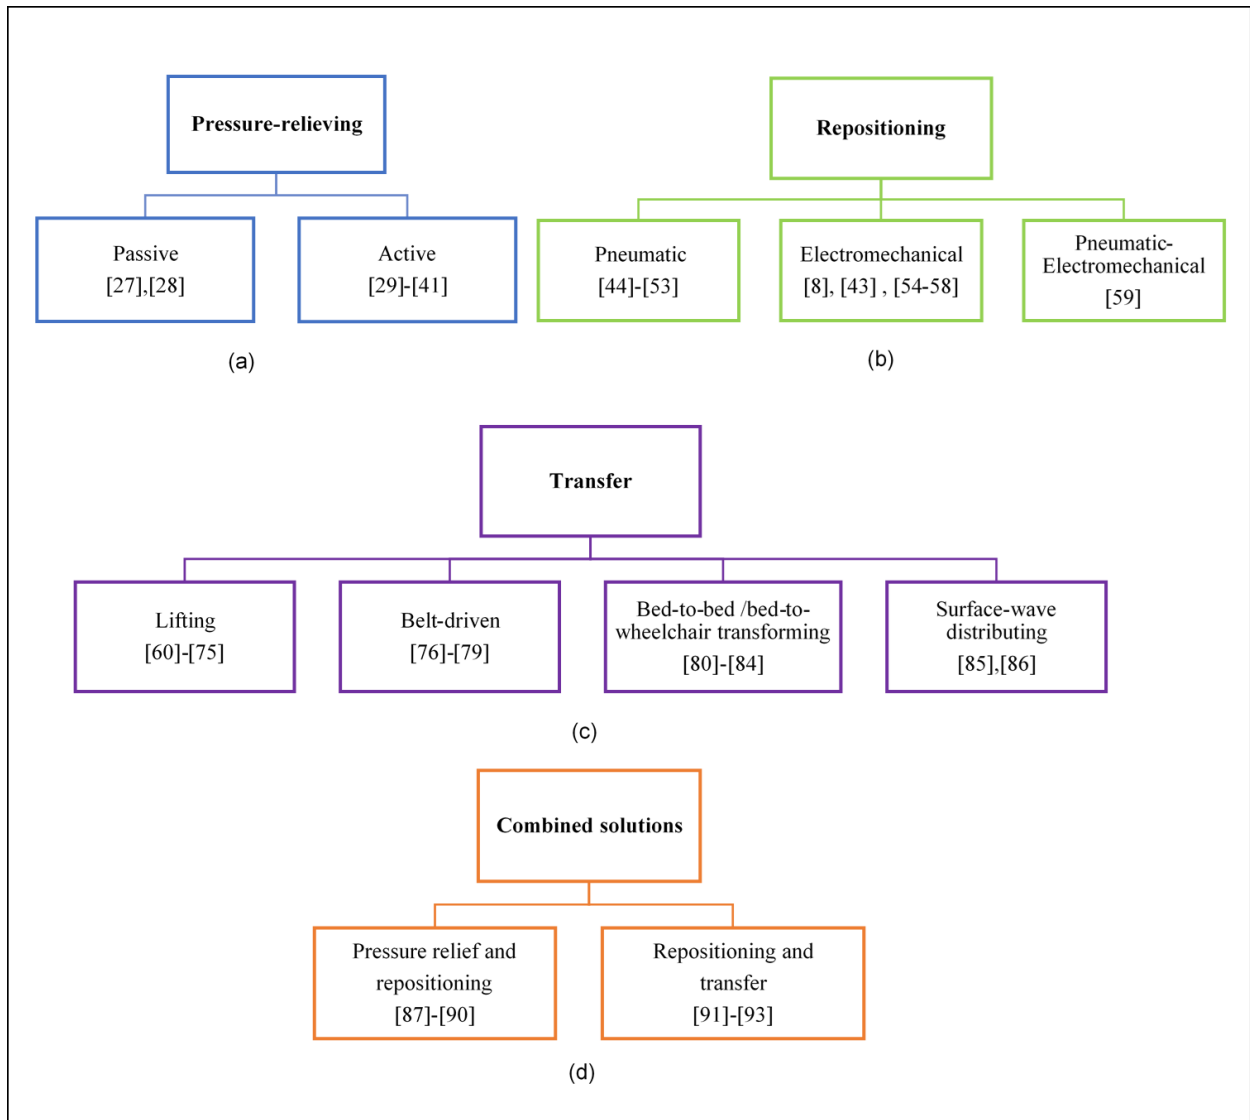 Pressure-relieving
Passive
[27],[28]
Active
[29]-[41]
(a)
Repositioning
Pneumatic
[44]-[53]
Electromechanical
[8], [43] , [54-58]
Pneumatic-
Electromechanical
[59]
(b)
Transfer
Lifting
[60]-[75]
Belt-driven
[76]-[79]
Bed-to-bed /bed-to-
wheelchair transforming
[80]-[84]
Surface-wave
distributing
[85],[86]
(c)
Combined solutions
Pressure relief and
repositioning
[87]-[90]
Repositioning and
transfer
[91]-[93]
(d)